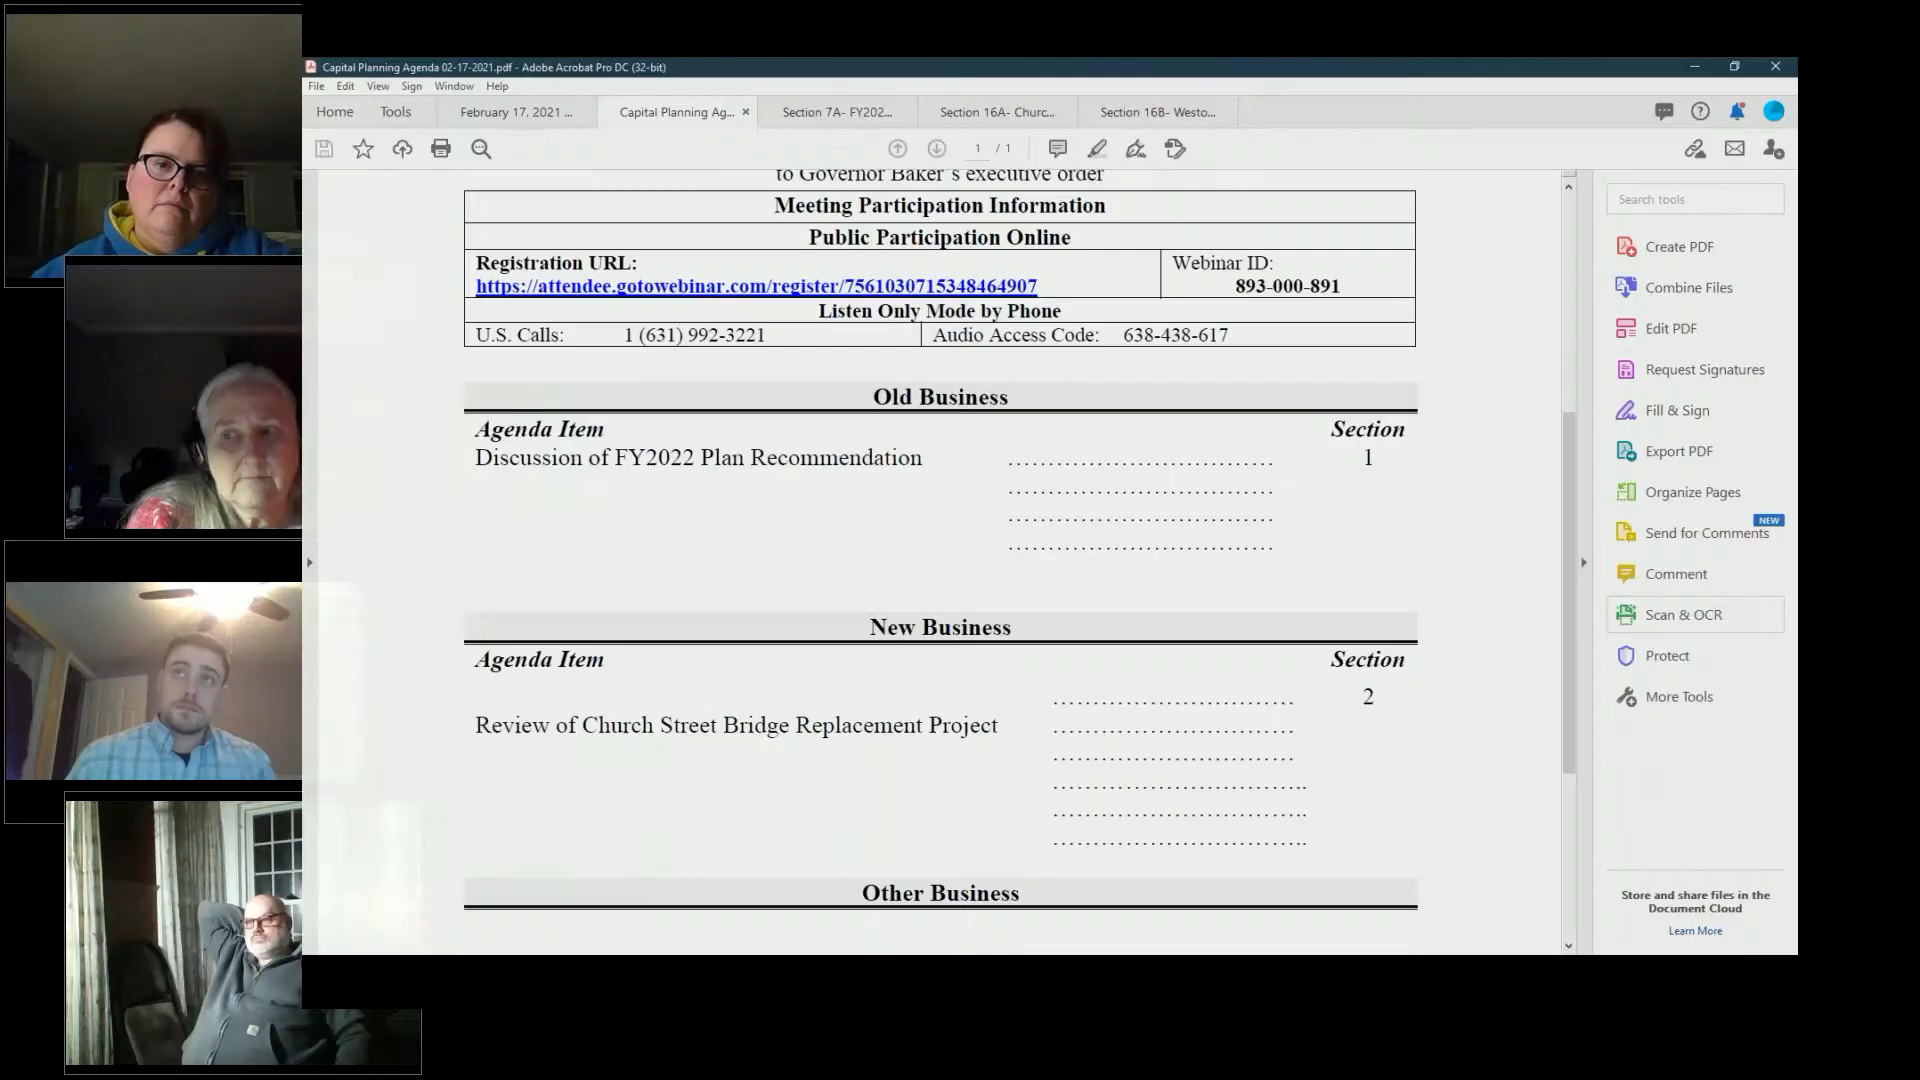 Capital Planning Agenda 02-17-2021.pdf - Adobe Acrobat Pro DC (32-bit)
File Edit View Sign Window Help
Home Tools February 17, 2021 ... Capital Planning Ag... × Section 7A- FY202... Section 16A- Churc... Section 16B- Westo...
1 / 1
to Governor Baker's executive order
Meeting Participation Information
Public Participation Online
Registration URL: Webinar ID:
https://attendee.gotowebinar.com/register/7561030715348464907 893-000-891
Listen Only Mode by Phone
U.S. Calls: 1 (631) 992-3221 Audio Access Code: 638-438-617
Old Business
Agenda Item Section
Discussion of FY2022 Plan Recommendation ................................ 1
................................
................................
................................
New Business
Agenda Item Section
............................. 2
Review of Church Street Bridge Replacement Project .............................
.............................
...............................
...............................
...............................
Other Business
Search tools
Create PDF
Combine Files
Edit PDF
Request Signatures
Fill & Sign
Export PDF
Organize Pages
NEW
Send for Comments
Comment
Scan & OCR
Protect
More Tools
Store and share files in the
Document Cloud
Learn More